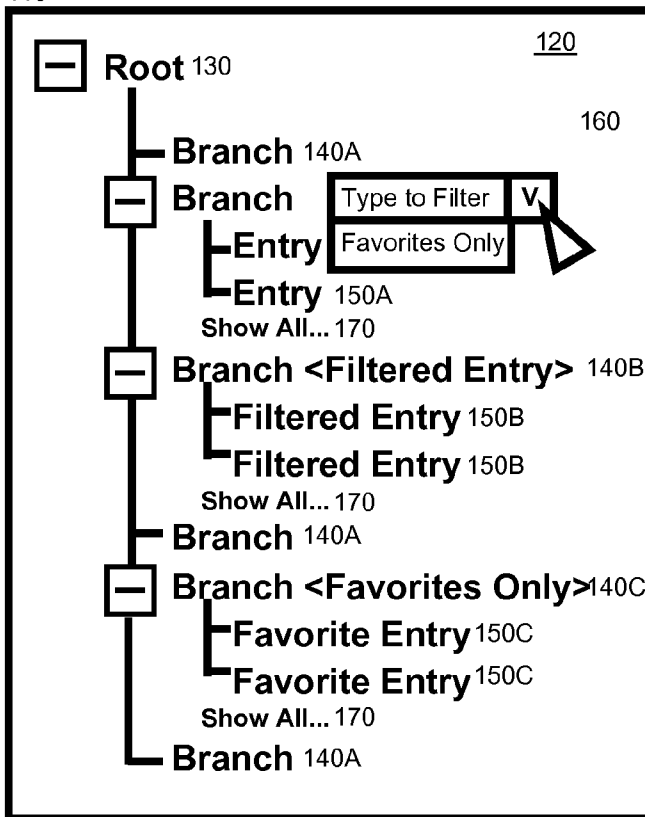 120
Root 130
160
Branch 140A
Branch Type to Filter V
Entry Favorites Only
Entry 150A
Show All... 170
Branch <Filtered Entry> 140B
Filtered Entry 150B
Filtered Entry 150B
Show All... 170
Branch 140A
Branch <Favorites Only> 140C
Favorite Entry 150C
Favorite Entry 150C
Show All... 170
Branch 140A